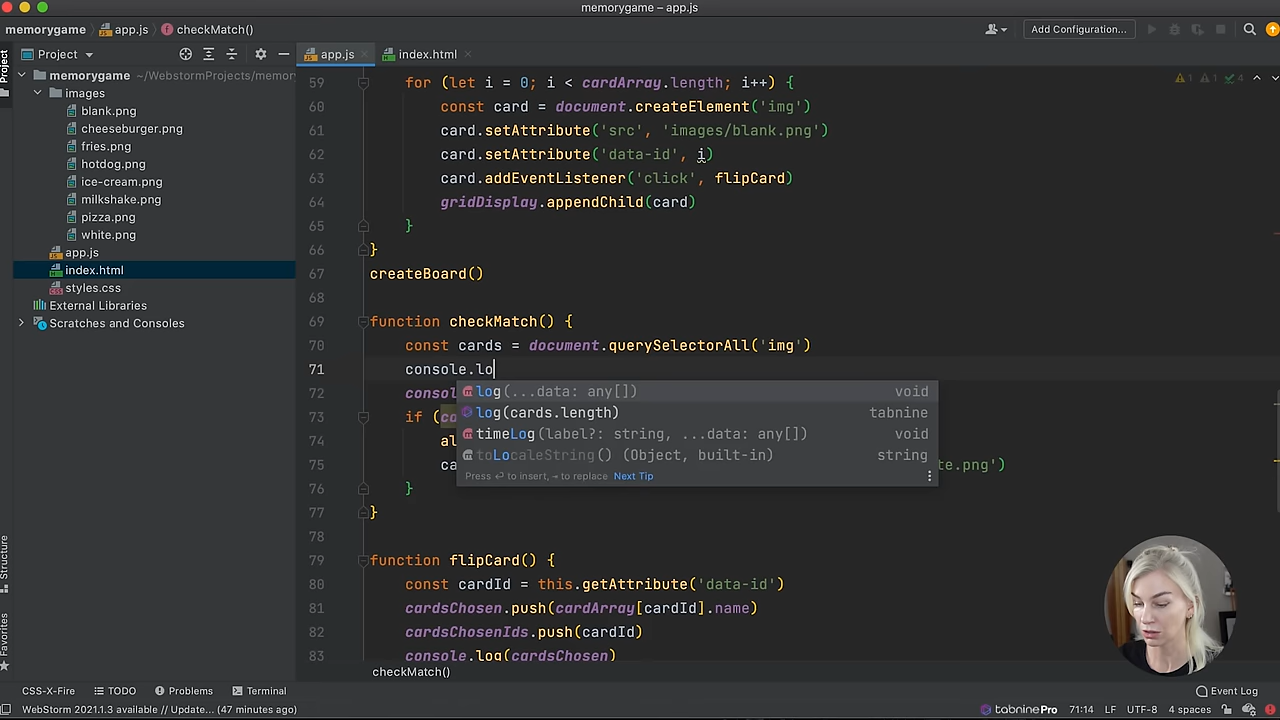 memorygame – app.js
memorygame app.js checkMatch()
Add Configuration...
Project
Project
app.js
index.html
memorygame ~/WebstormProjects/memor
images
blank.png
cheeseburger.png
fries.png
hotdog.png
ice-cream.png
milkshake.png
pizza.png
white.png
app.js
index.html
styles.css
External Libraries
Scratches and Consoles
1 1 4
59 for (let i = 0; i < cardArray.length; i++) {
60 const card = document.createElement('img')
61 card.setAttribute('src', 'images/blank.png')
62 card.setAttribute('data-id', i)
63 card.addEventListener('click', flipCard)
64 gridDisplay.appendChild(card)
65 }
66 }
67 createBoard()
68
69 function checkMatch() {
70 const cards = document.querySelectorAll('img')
71 console.lo
72 consol
73 if (ca
74 al
75 ca te.png')
76 }
77 }
78
79 function flipCard() {
80 const cardId = this.getAttribute('data-id')
81 cardsChosen.push(cardArray[cardId].name)
82 cardsChosenIds.push(cardId)
83 console.log(cardsChosen)
log(...data: any[]) void
log(cards.length) tabnine
timeLog(label?: string, ...data: any[]) void
toLocaleString() (Object, built-in) string
Press ↵ to insert, → to replace Next Tip
checkMatch()
Structure
Favorites
CSS-X-Fire TODO Problems Terminal Event Log
WebStorm 2021.1.3 available // Update... (47 minutes ago) tabninePro 71:14 LF UTF-8 4 spaces